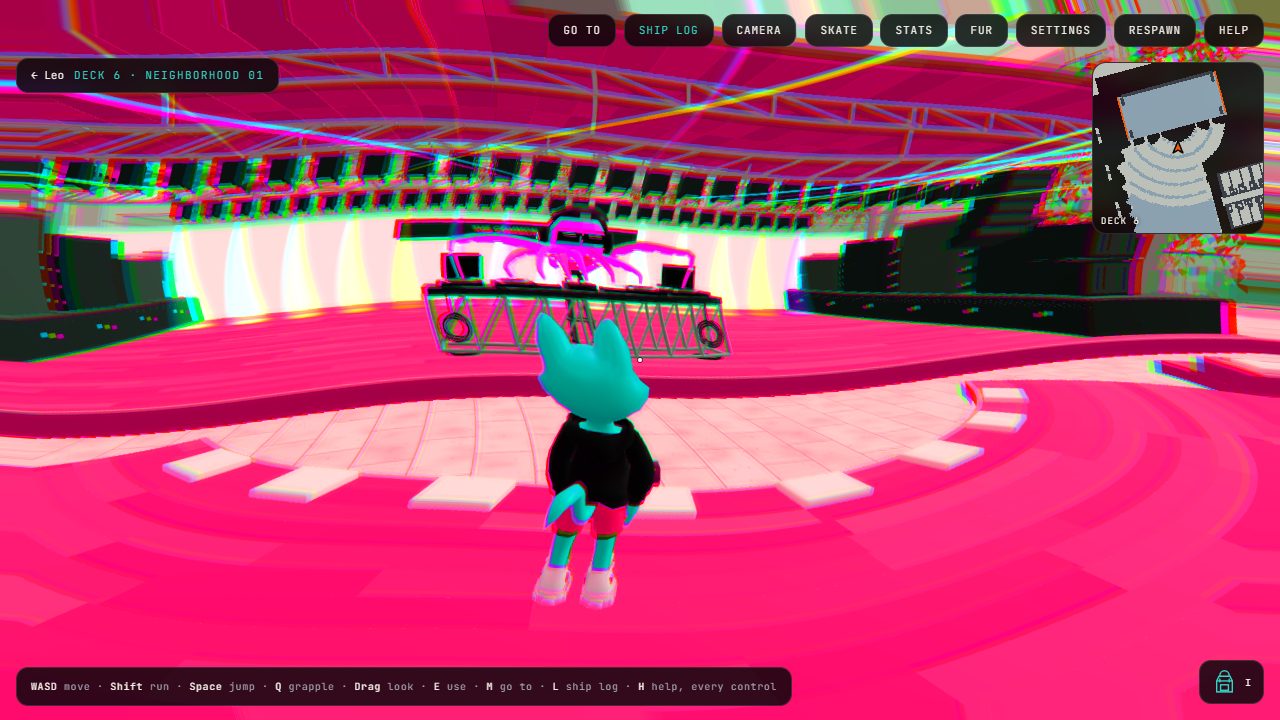 GO TO
SHIP LOG
CAMERA
SKATE
STATS
FUR
SETTINGS
RESPAWN
HELP
← Leo DECK 6 · NEIGHBORHOOD 01
DECK 6
WASD move · Shift run · Space jump · Q grapple · Drag look · E use · M go to · L ship log · H help, every control
I